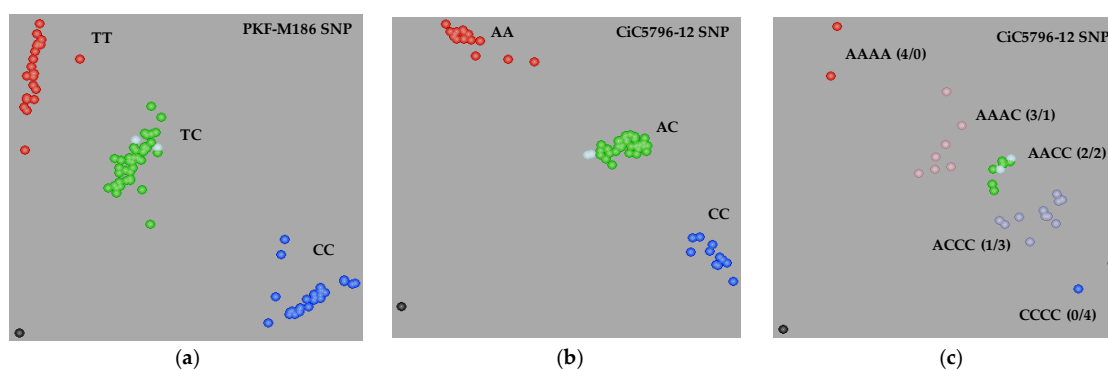 PKF-M186 SNP
TT
TC
CC
(a)
CiC5796-12 SNP
AA
AC
CC
(b)
CiC5796-12 SNP
AAAA (4/0)
AAAC (3/1)
AACC (2/2)
ACCC (1/3)
CCCC (0/4)
(c)